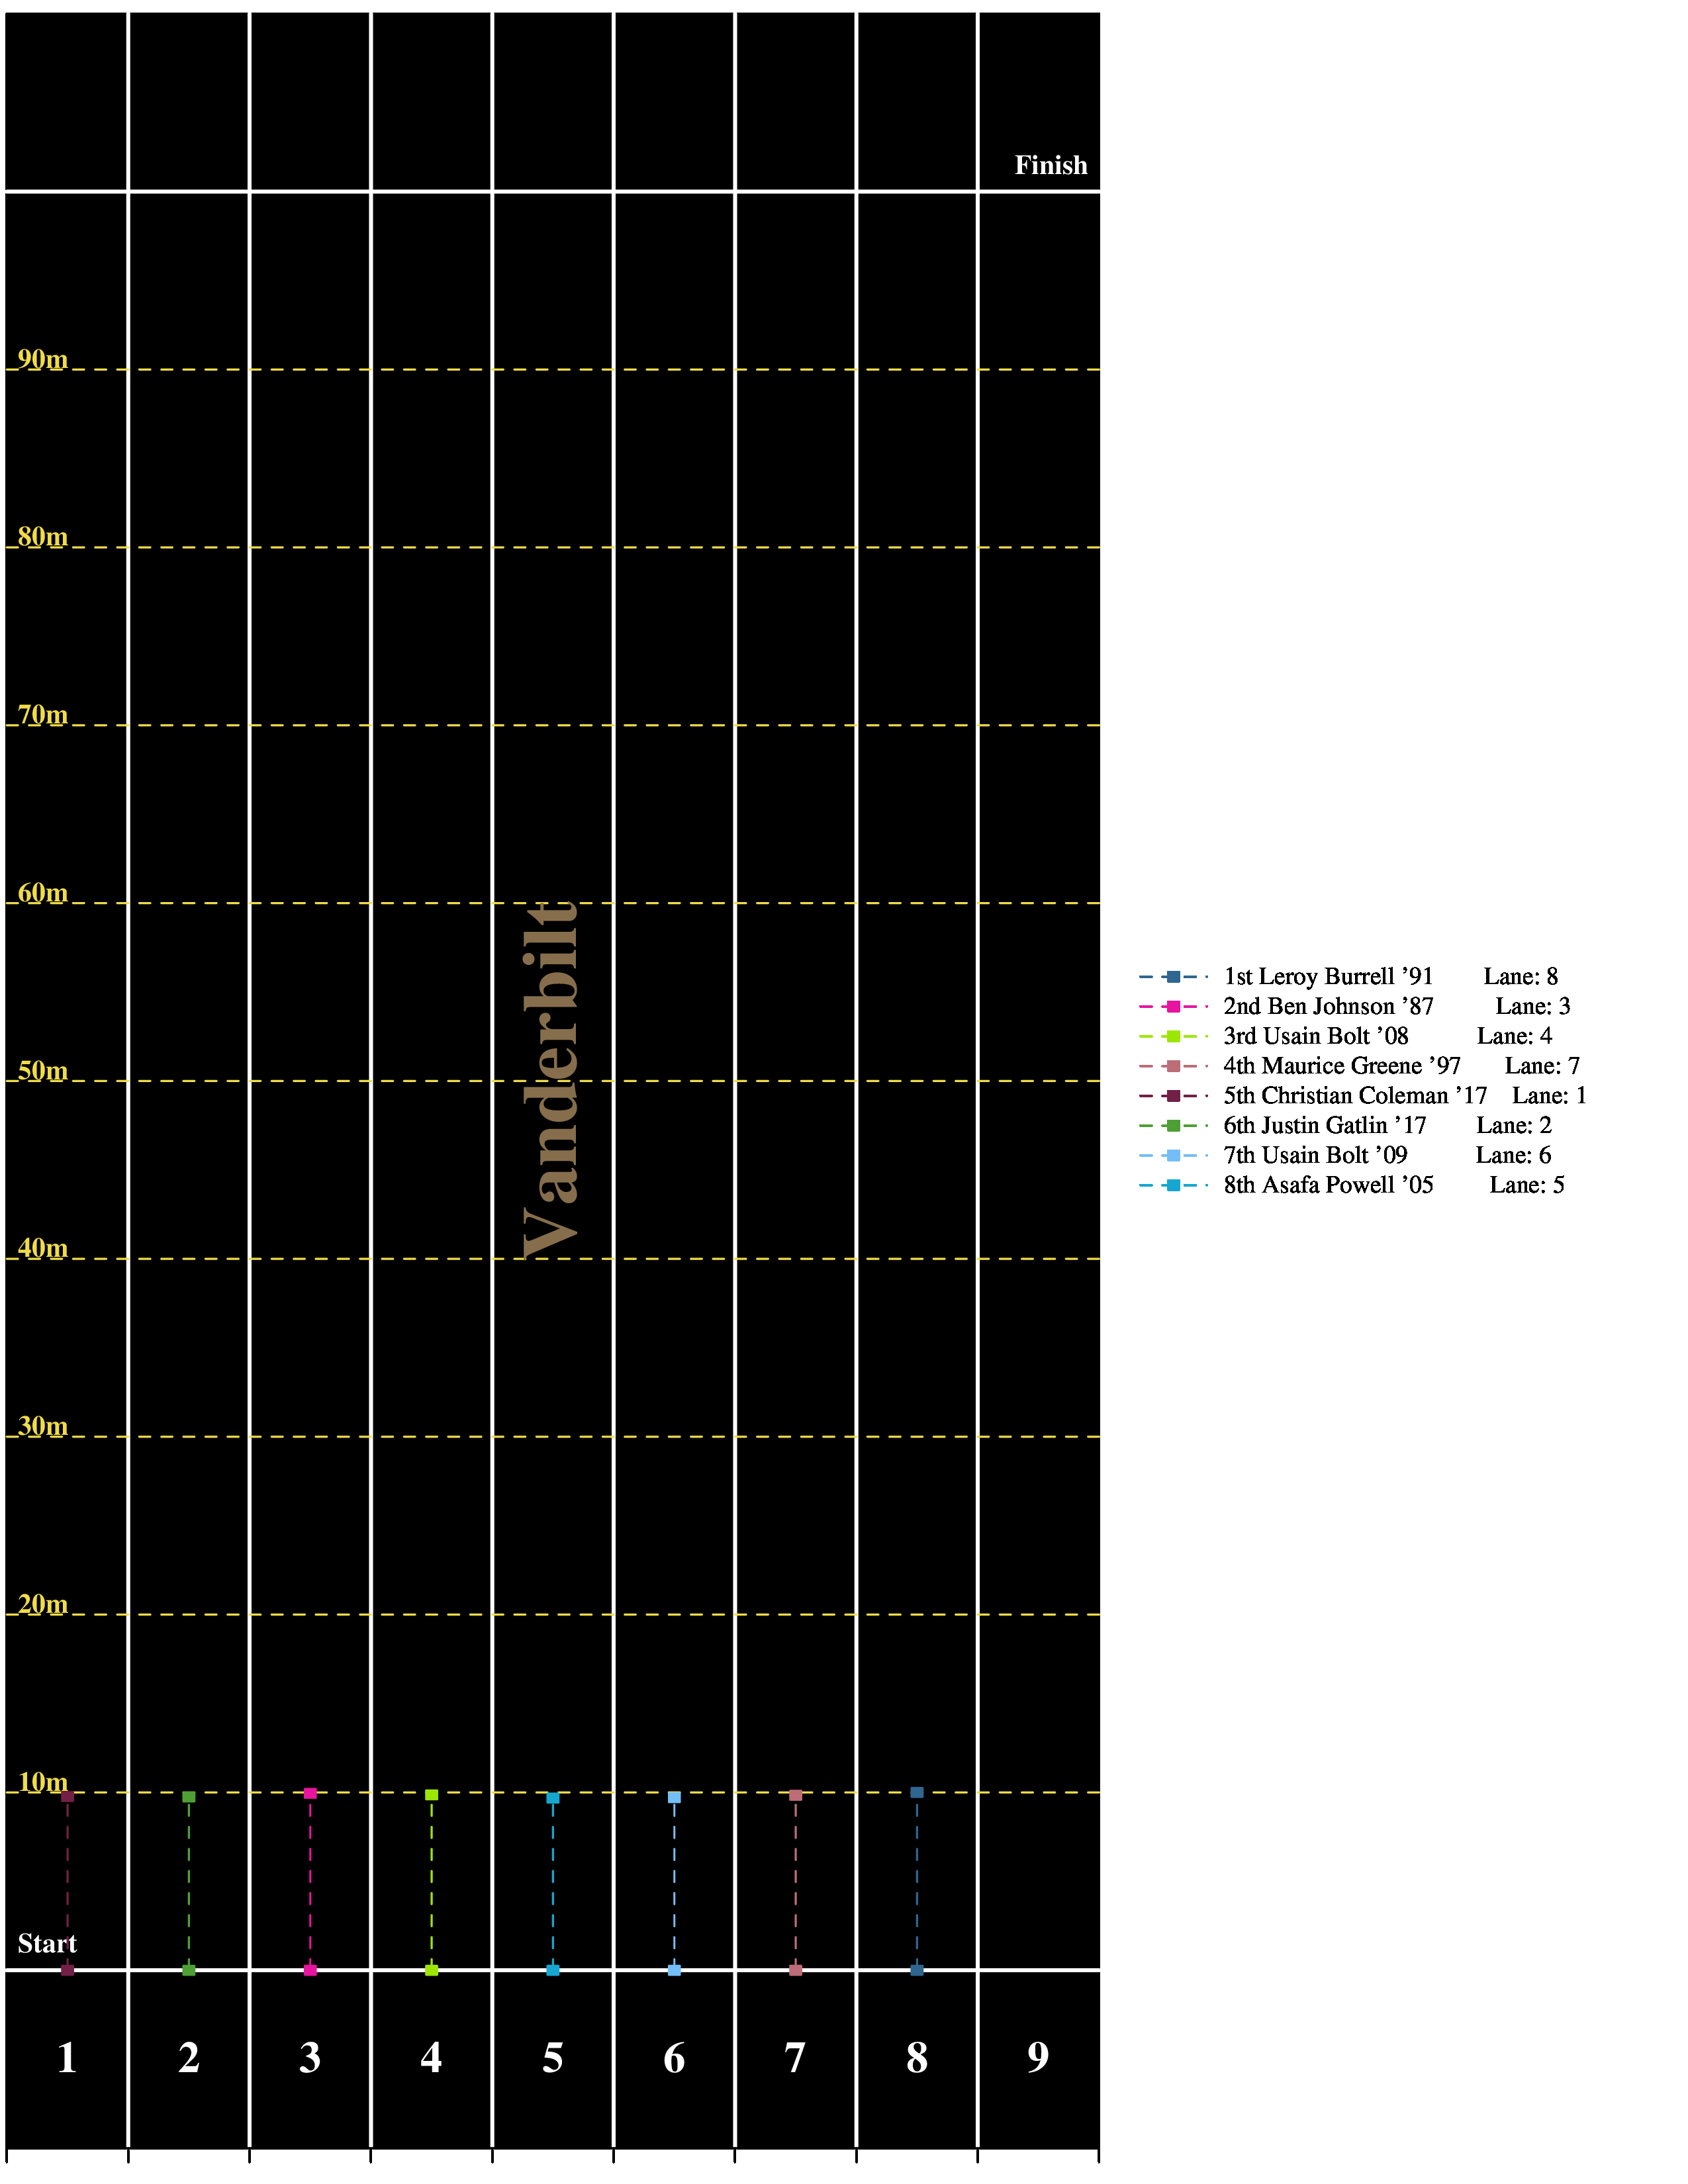 Finish
90m
80m
70m
60m
Vanderbilt
50m
40m
30m
20m
10m
Start
1 2 3 4 5 6 7 8 9
1st Leroy Burrell ’91 Lane: 8
2nd Ben Johnson ’87 Lane: 3
3rd Usain Bolt ’08 Lane: 4
4th Maurice Greene ’97 Lane: 7
5th Christian Coleman ’17 Lane: 1
6th Justin Gatlin ’17 Lane: 2
7th Usain Bolt ’09 Lane: 6
8th Asafa Powell ’05 Lane: 5